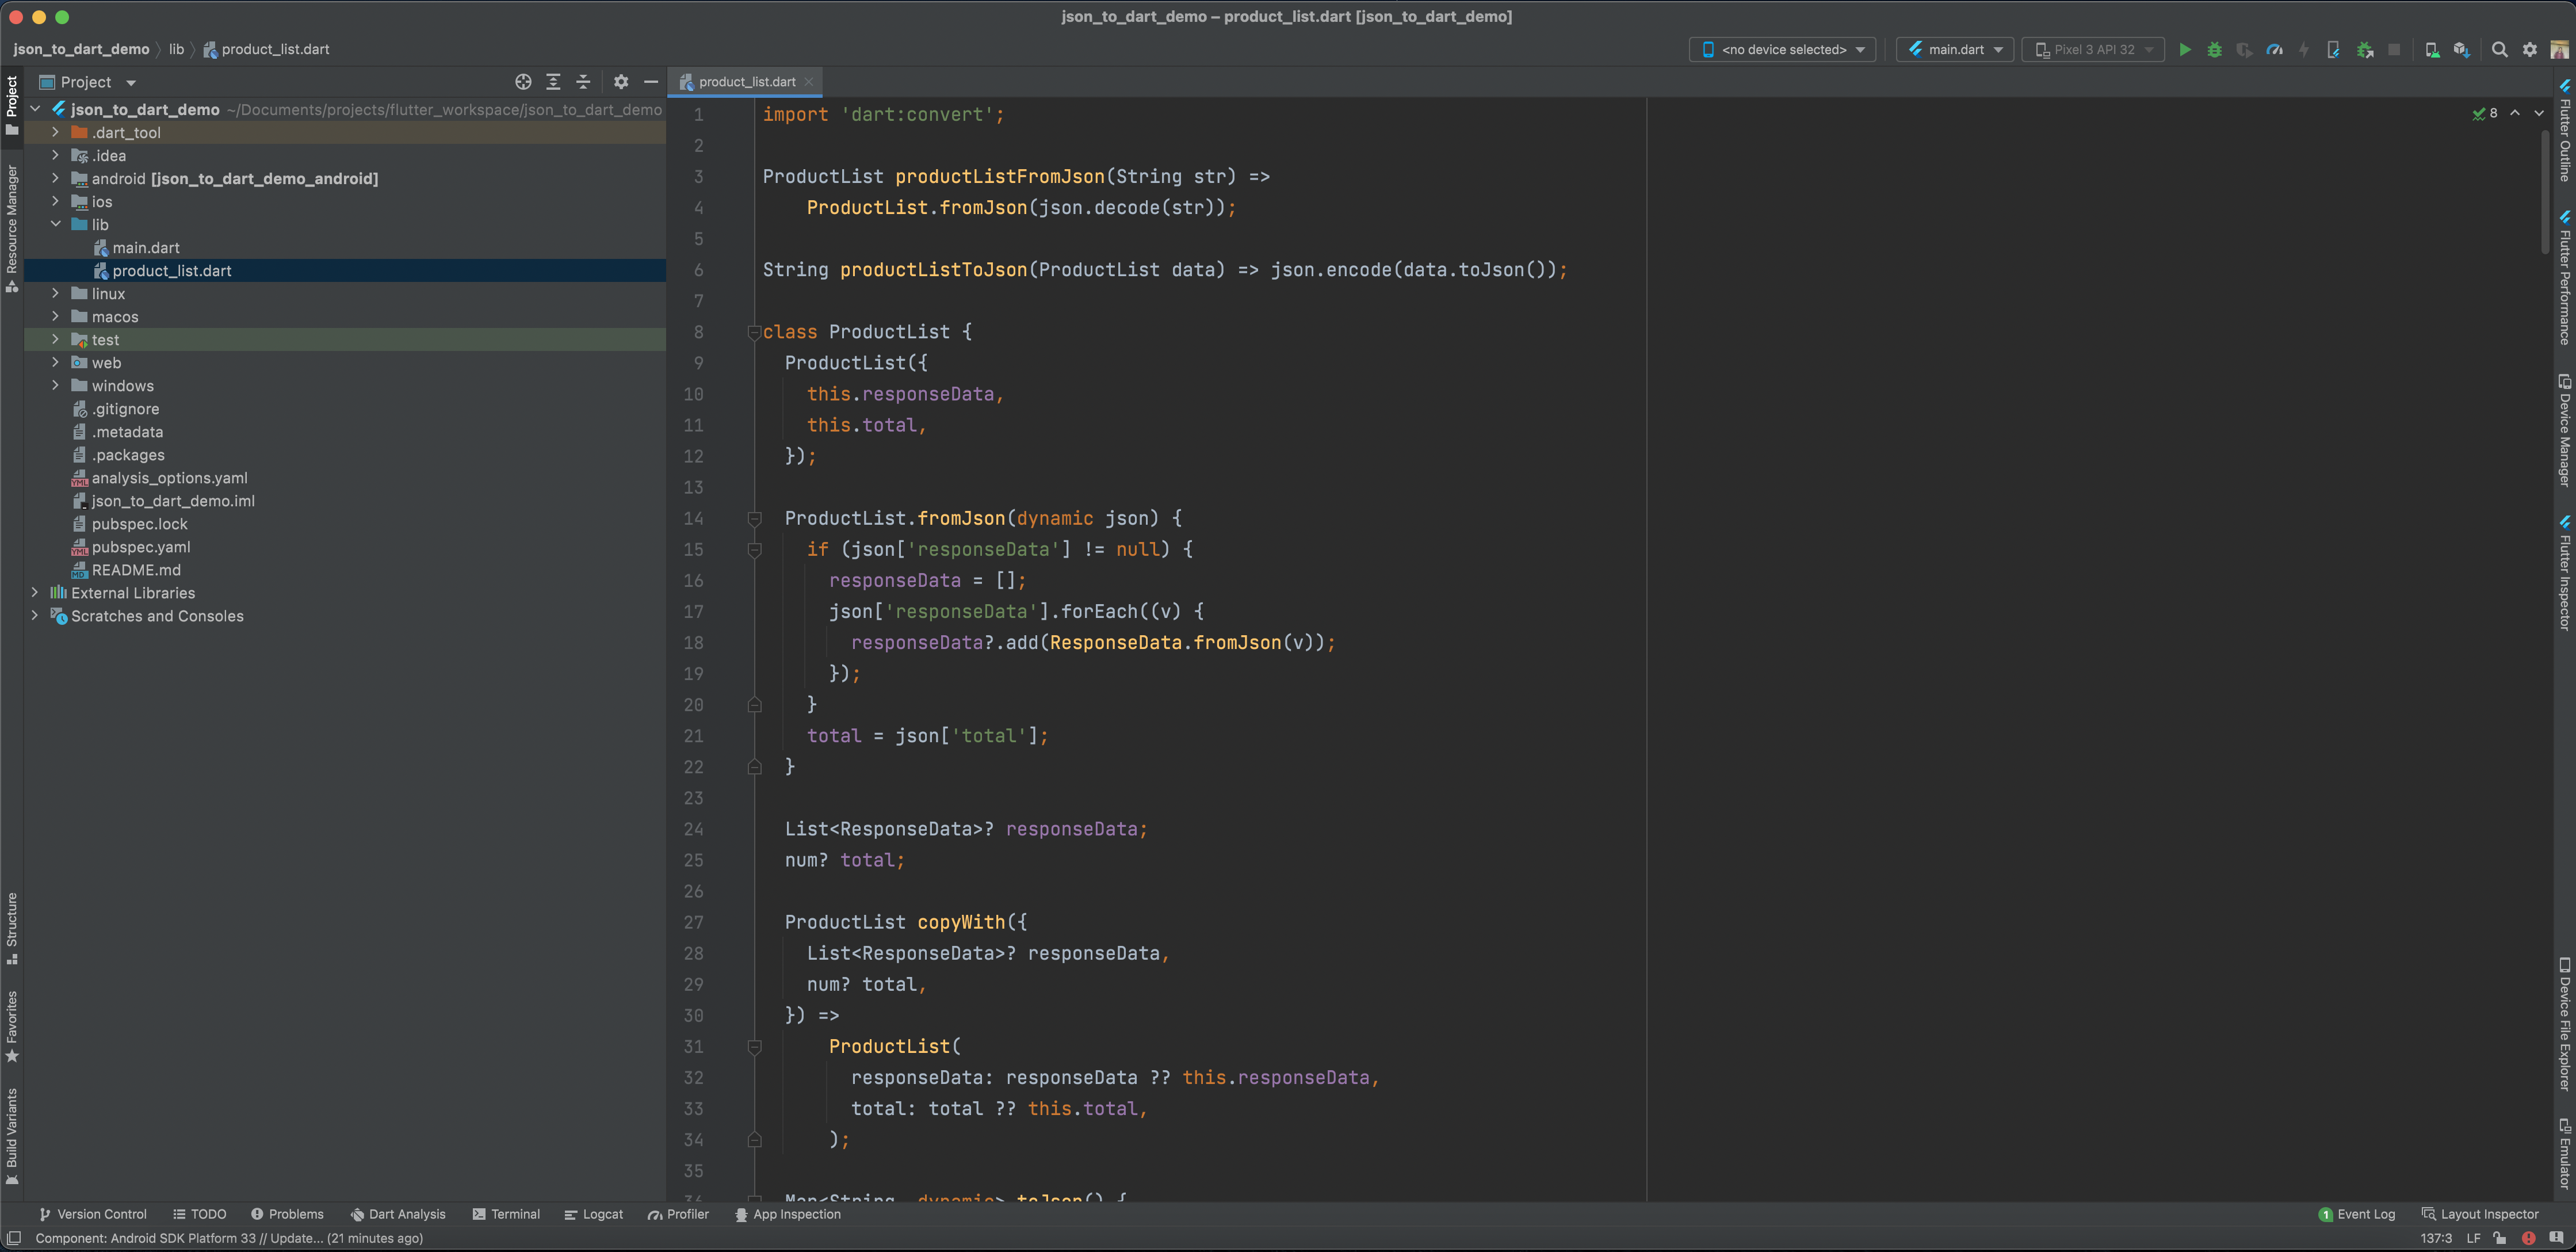 json_to_dart_demo – product_list.dart [json_to_dart_demo]
json_to_dart_demo lib product_list.dart
<no device selected> main.dart Pixel 3 API 32
Project
product_list.dart
json_to_dart_demo ~/Documents/projects/flutter_workspace/json_to_dart_demo
.dart_tool
.idea
android [json_to_dart_demo_android]
ios
lib
main.dart
product_list.dart
linux
macos
test
web
windows
.gitignore
.metadata
.packages
analysis_options.yaml
json_to_dart_demo.iml
pubspec.lock
pubspec.yaml
README.md
External Libraries
Scratches and Consoles
Project
Resource Manager
Structure
Favorites
Build Variants
1 import 'dart:convert';
2
3 ProductList productListFromJson(String str) =>
4 ProductList.fromJson(json.decode(str));
5
6 String productListToJson(ProductList data) => json.encode(data.toJson());
7
8 class ProductList {
9 ProductList({
10 this.responseData,
11 this.total,
12 });
13
14 ProductList.fromJson(dynamic json) {
15 if (json['responseData'] != null) {
16 responseData = [];
17 json['responseData'].forEach((v) {
18 responseData?.add(ResponseData.fromJson(v));
19 });
20 }
21 total = json['total'];
22 }
23
24 List<ResponseData>? responseData;
25 num? total;
26
27 ProductList copyWith({
28 List<ResponseData>? responseData,
29 num? total,
30 }) =>
31 ProductList(
32 responseData: responseData ?? this.responseData,
33 total: total ?? this.total,
34 );
35
36 Map<String, dynamic> toJson() {
8
Flutter Outline
Flutter Performance
Device Manager
Flutter Inspector
Device File Explorer
Emulator
Version Control TODO Problems Dart Analysis Terminal Logcat Profiler App Inspection
1 Event Log Layout Inspector
Component: Android SDK Platform 33 // Update... (21 minutes ago)
137:3 LF